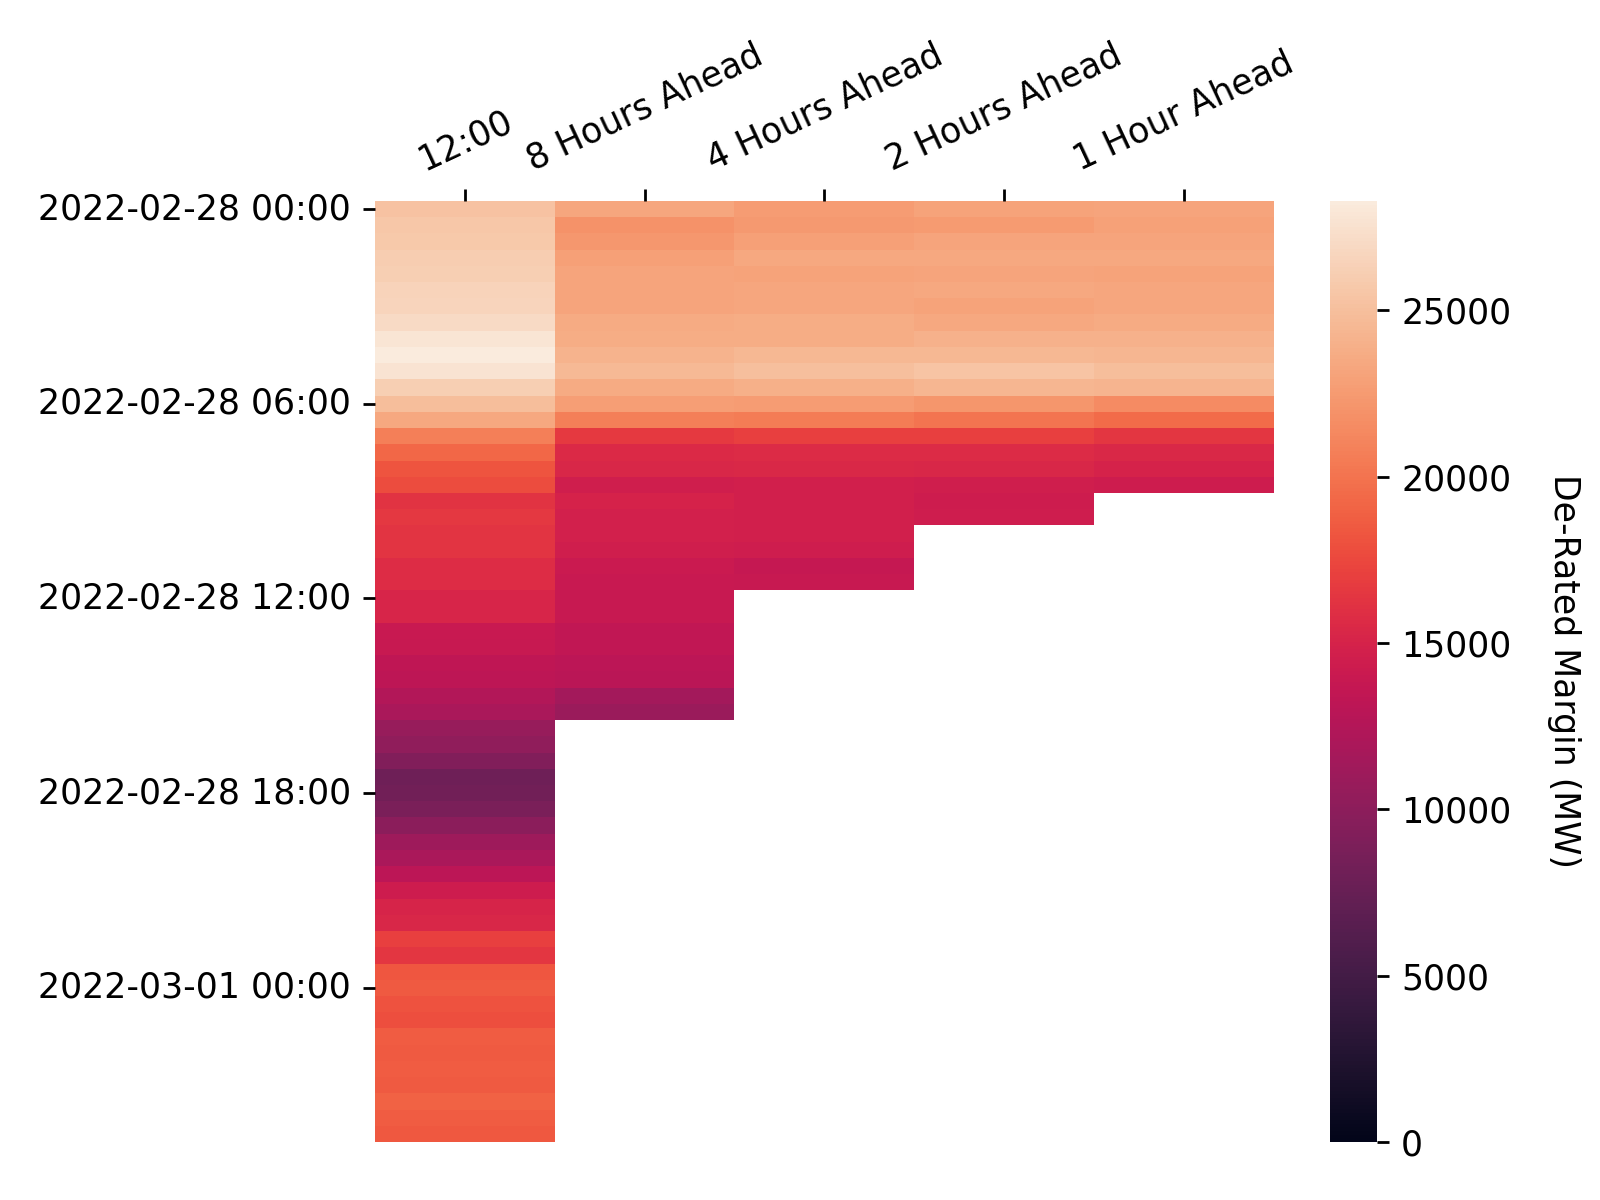 12:00
8 Hours Ahead
4 Hours Ahead
2 Hours Ahead
1 Hour Ahead
2022-02-28 00:00
2022-02-28 06:00
2022-02-28 12:00
2022-02-28 18:00
2022-03-01 00:00
25000
20000
15000
10000
5000
0
De-Rated Margin (MW)